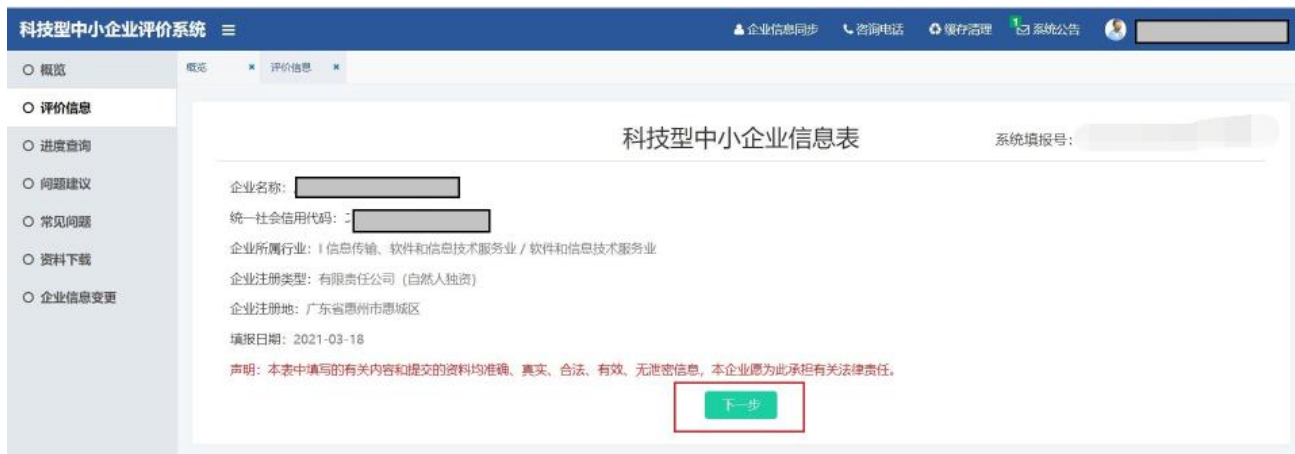 科技型中小企业评价系统 企业信息同步 咨询电话 缓存清理 1 系统公告
概览 概览 × 评价信息 ×
评价信息
科技型中小企业信息表 系统填报号:
进度查询
问题建议
企业名称:
常见问题
统一社会信用代码:
企业所属行业: I 信息传输、软件和信息技术服务业 / 软件和信息技术服务业
资料下载
企业注册类型: 有限责任公司 (自然人独资)
企业信息变更
企业注册地: 广东省惠州市惠城区
填报日期: 2021-03-18
声明: 本表中填写的有关内容和提交的资料均准确、真实、合法、有效、无泄密信息, 本企业愿为此承担有关法律责任。
下一步